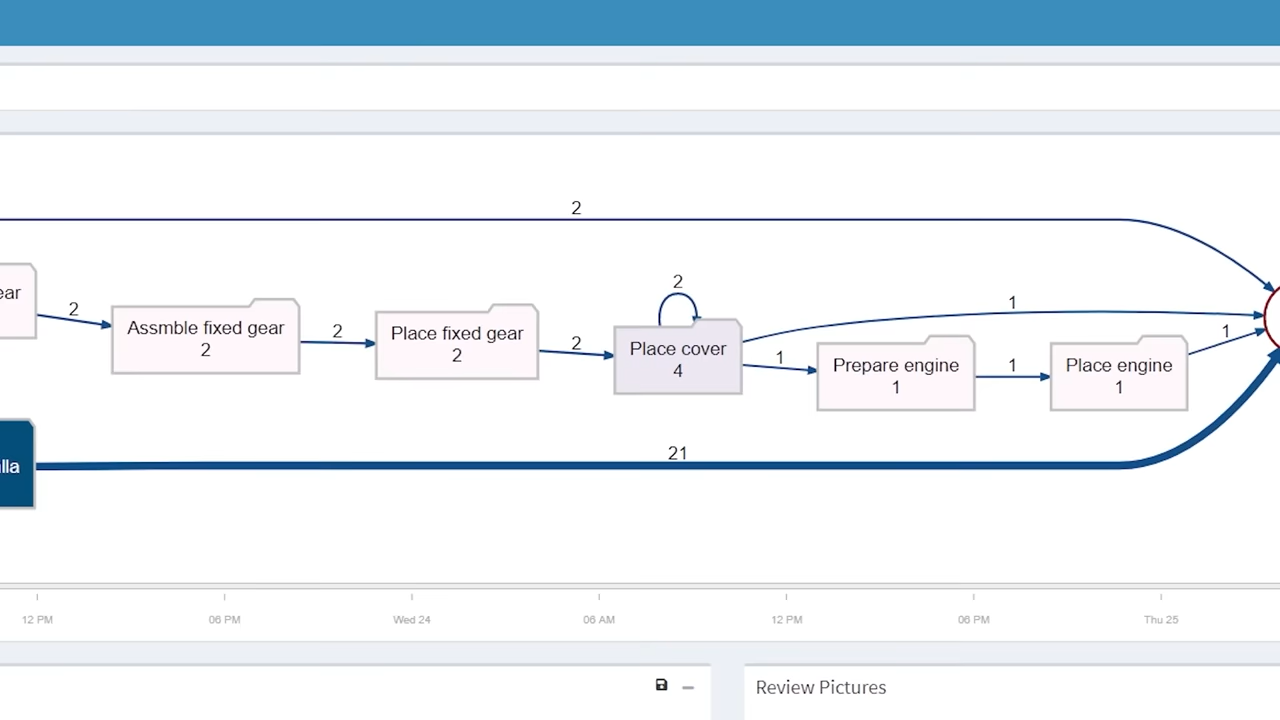 2
2
ear
2
Assmble fixed gear
2
2
Place fixed gear
2
2
Place cover
4
1
1
Prepare engine
1
1
Place engine
1
1
lla
21
12 PM
06 PM
Wed 24
06 AM
12 PM
06 PM
Thu 25
Review Pictures